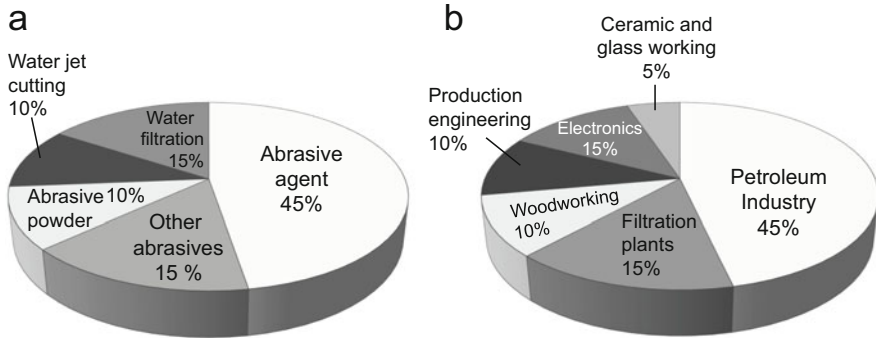 a
Water jet
cutting
10%
Water
filtration
15%
Abrasive
agent
45%
Abrasive 10%
powder
Other
abrasives
15 %
b
Ceramic and
glass working
5%
Production
engineering
10%
Electronics
15%
Petroleum
Industry
45%
Woodworking
10%
Filtration
plants
15%